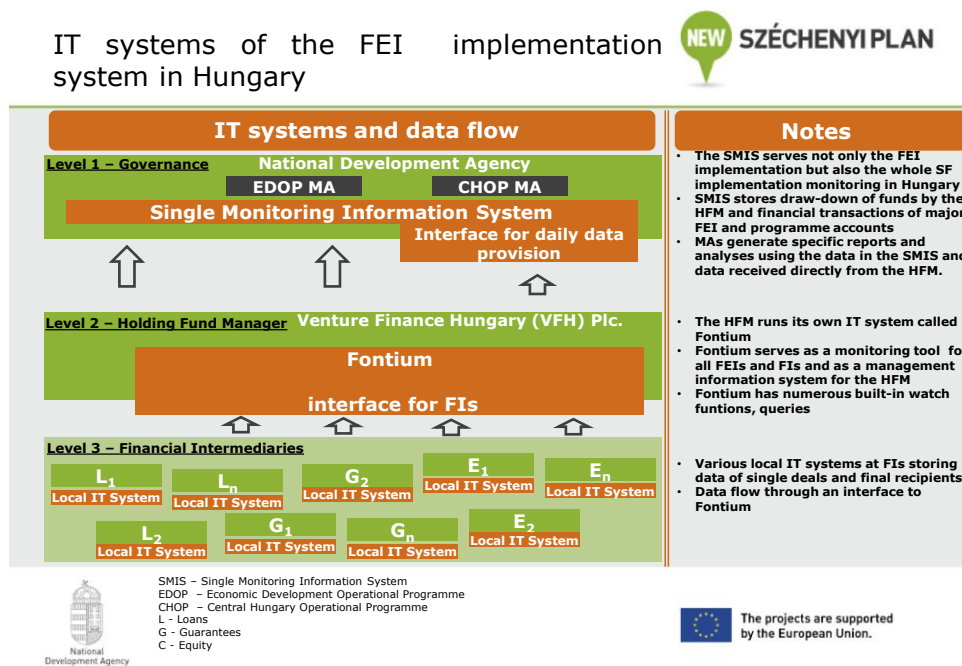 IT systems of the FEI implementation
system in Hungary
NEW SZÉCHENYI PLAN
IT systems and data flow
Level 1 – Governance
National Development Agency
EDOP MA
CHOP MA
Single Monitoring Information System
Interface for daily data
provision
Level 2 – Holding Fund Manager
Venture Finance Hungary (VFH) Plc.
Fontium
interface for FIs
Level 3 – Financial Intermediaries
L1
Local IT System
Ln
Local IT System
G2
Local IT System
E1
Local IT System
En
Local IT System
L2
Local IT System
G1
Local IT System
Gn
Local IT System
E2
Local IT System
Notes
• The SMIS serves not only the FEI
implementation but also the whole SF
implementation monitoring in Hungary
• SMIS stores draw-down of funds by the
HFM and financial transactions of major
FEI and programme accounts
• MAs generate specific reports and
analyses using the data in the SMIS and
data received directly from the HFM.
• The HFM runs its own IT system called
Fontium
• Fontium serves as a monitoring tool fo
all FEIs and FIs and as a management
information system for the HFM
• Fontium has numerous built-in watch
funtions, queries
• Various local IT systems at FIs storing
data of single deals and final recipients
• Data flow through an interface to
Fontium
SMIS – Single Monitoring Information System
EDOP – Economic Development Operational Programme
CHOP – Central Hungary Operational Programme
L - Loans
G - Guarantees
C - Equity
National
Development Agency
The projects are supported
by the European Union.